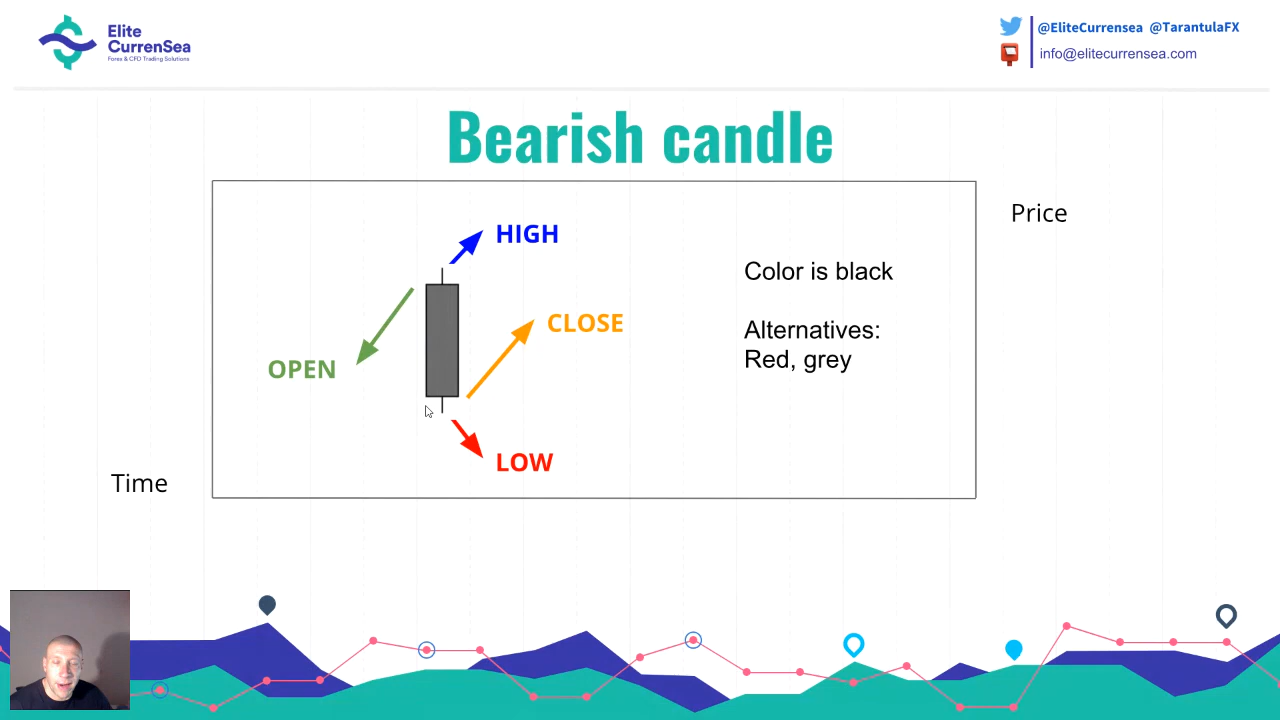 Elite
CurrenSea
Forex & CFD Trading Solutions
@EliteCurrensea @TarantulaFX
info@elitecurrensea.com
Bearish candle
Price
HIGH
Color is black
CLOSE
Alternatives:
Red, grey
OPEN
LOW
Time